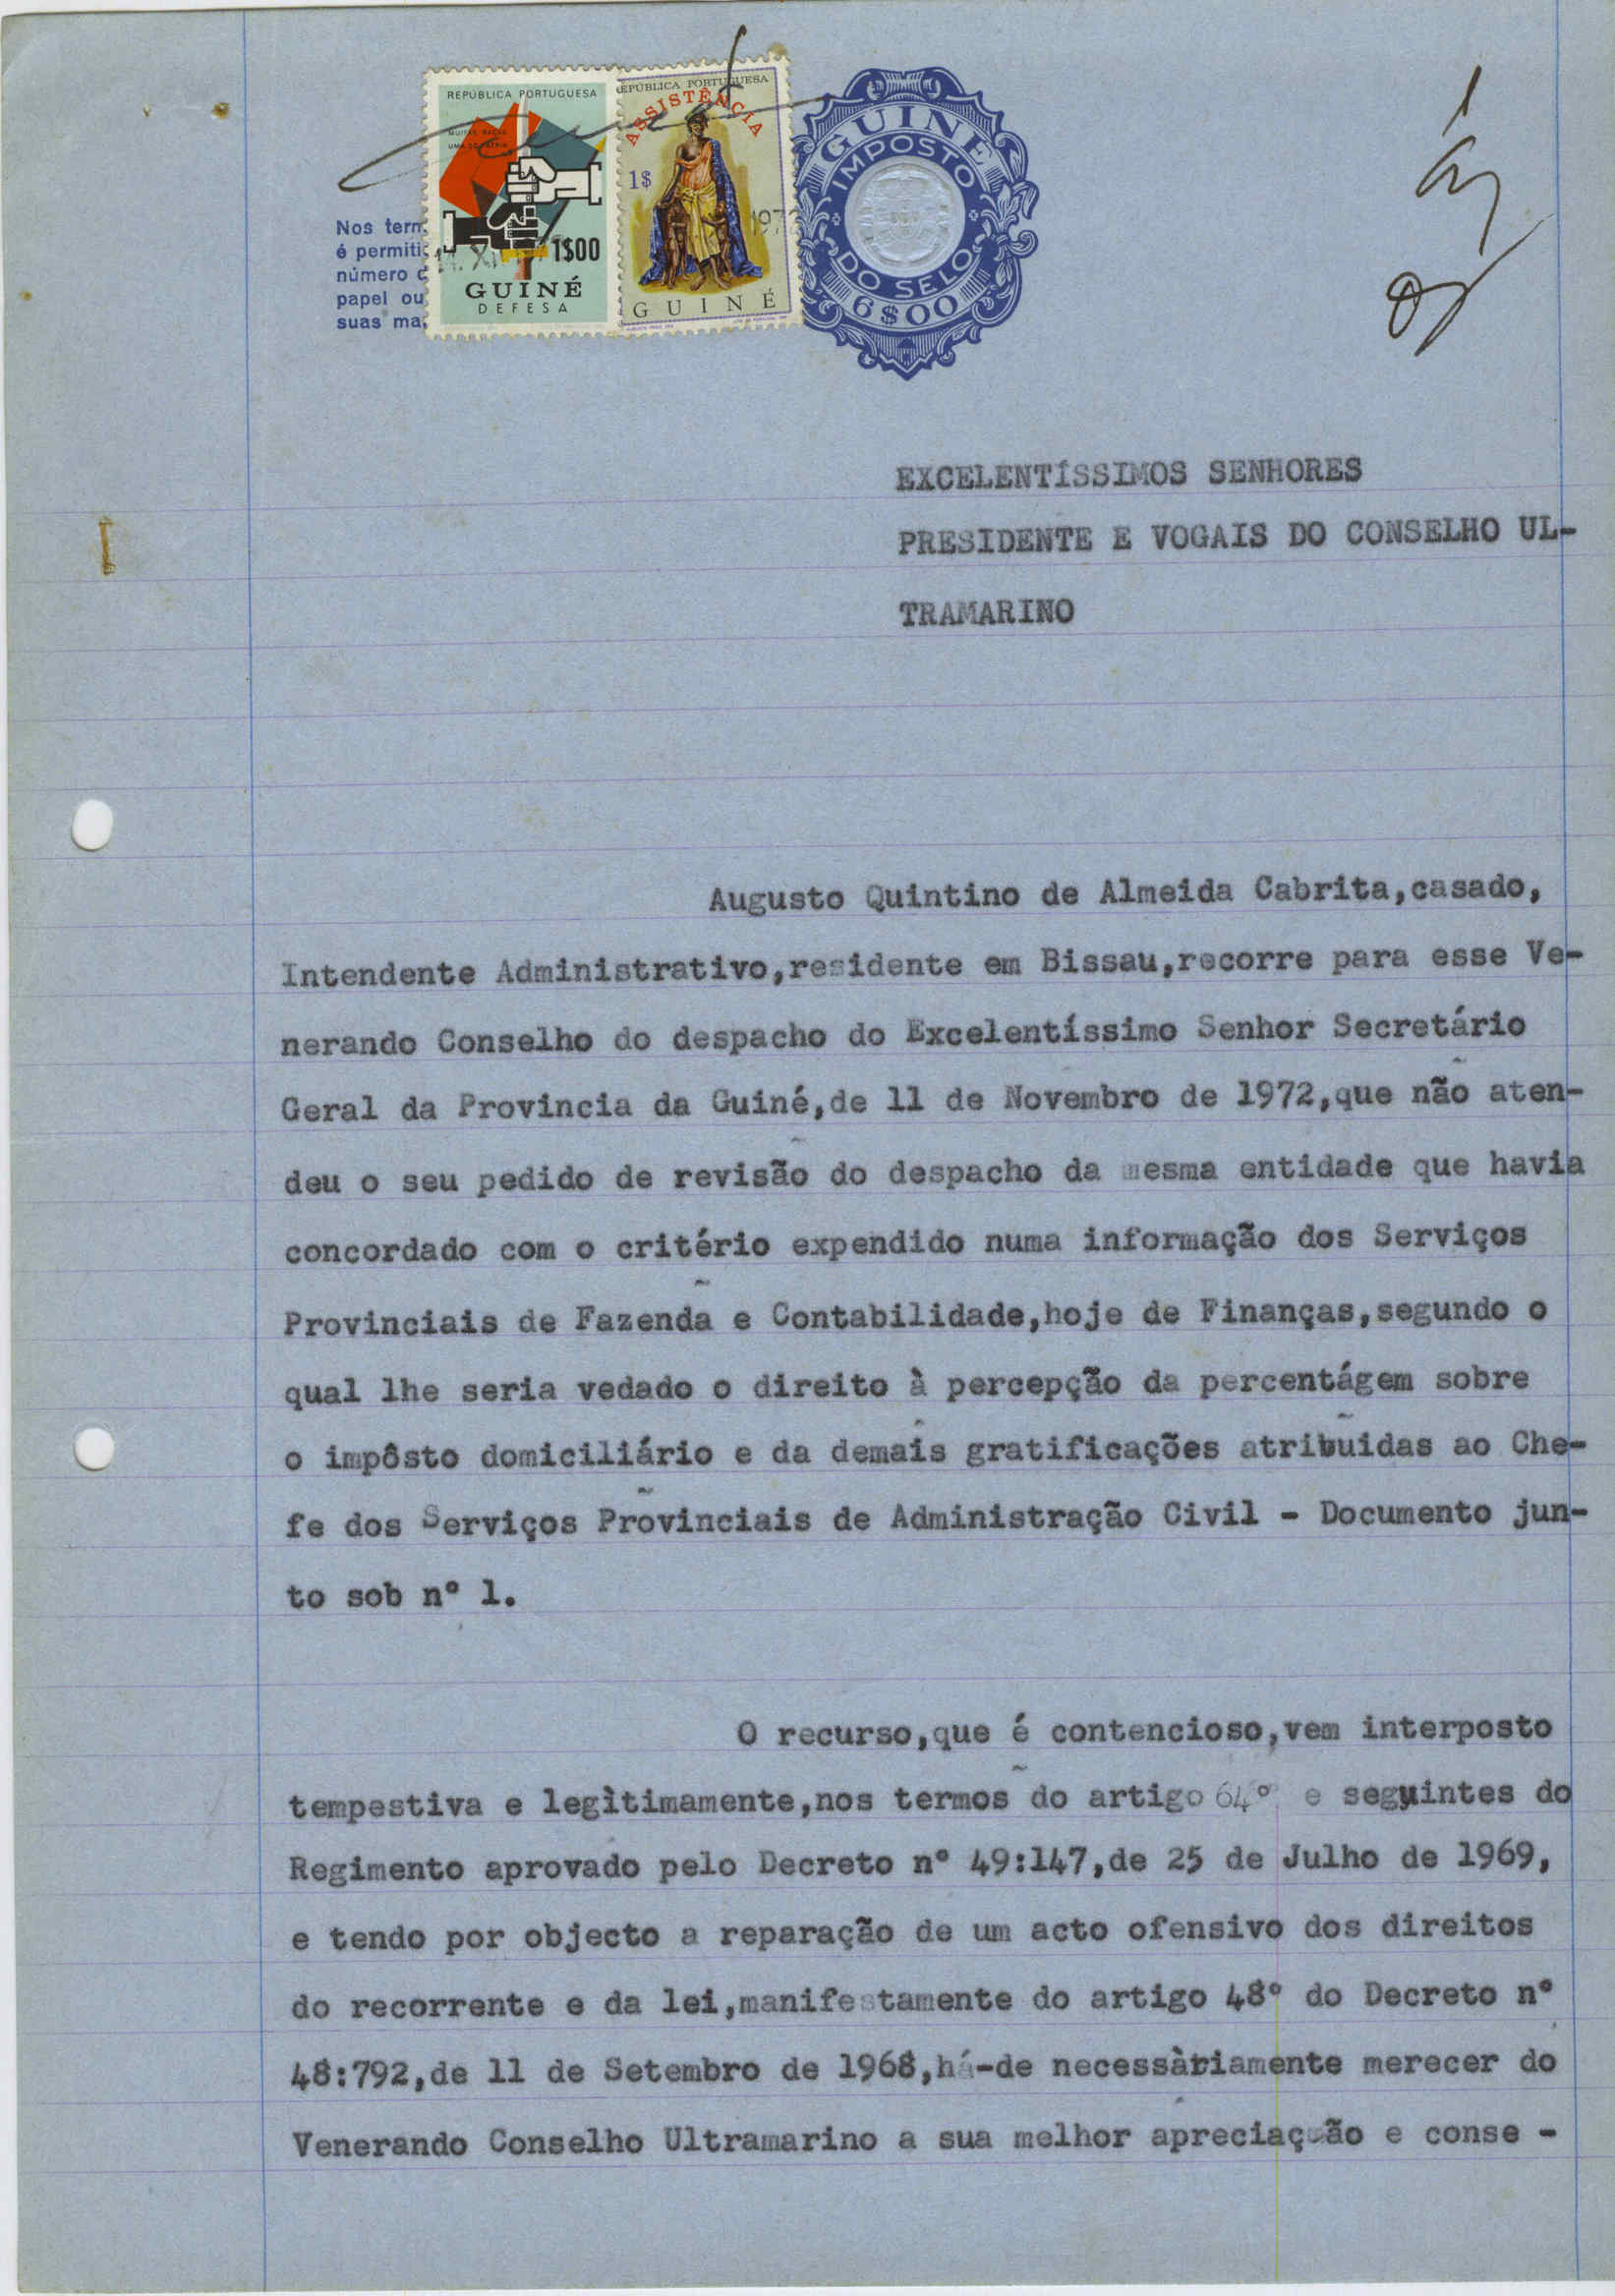 REPÚBLICA PORTUGUESA
MUITAS RAÇAS
UMA SÓ PÁTRIA
1$00
GUINÉ
DEFESA
REPÚBLICA PORTUGUESA
ASSISTÊNCIA
1$
1972
GUINÉ
GUINÉ
IMPOSTO
DO SELO
6$00
Nos term
é permiti
número d
papel ou
suas ma
EXCELENTÍSSIMOS SENHORES
PRESIDENTE E VOGAIS DO CONSELHO UL-
TRAMARINO
Augusto Quintino de Almeida Cabrita,casado,
Intendente Administrativo,residente em Bissau,recorre para esse Ve-
nerando Conselho do despacho do Excelentíssimo Senhor Secretário
Geral da Provincia da Guiné,de 11 de Novembro de 1972,que não aten-
deu o seu pedido de revisão do despacho da mesma entidade que havia
concordado com o critério expendido numa informação dos Serviços
Provinciais de Fazenda e Contabilidade,hoje de Finanças,segundo o
qual lhe seria vedado o direito à percepção da percentágem sobre
o impôsto domiciliário e da demais gratificações atribuidas ao Che-
fe dos Serviços Provinciais de Administração Civil - Documento jun-
to sob nº 1.
O recurso,que é contencioso,vem interposto
tempestiva e legìtimamente,nos termos do artigo 64º e seguintes do
Regimento aprovado pelo Decreto nº 49:147,de 25 de Julho de 1969,
e tendo por objecto a reparação de um acto ofensivo dos direitos
do recorrente e da lei,manifestamente do artigo 48º do Decreto nº
48:792,de 11 de Setembro de 1968,há-de necessàriamente merecer do
Venerando Conselho Ultramarino a sua melhor apreciação e conse -